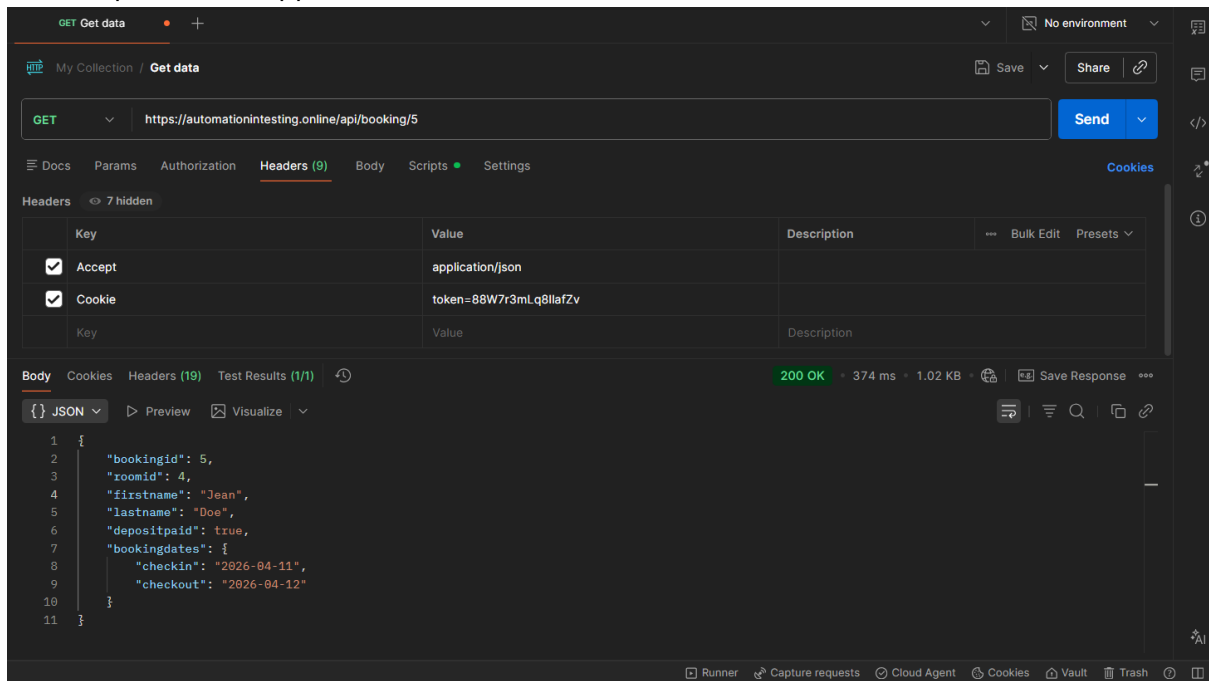 GET Get data
No environment
HTTP My Collection / Get data
Save
Share
GET https://automationintesting.online/api/booking/5
Send
Docs Params Authorization Headers (9) Body Scripts Settings
Cookies
Headers 7 hidden
Key Value Description Bulk Edit Presets
Accept application/json
Cookie token=88W7r3mLq8llafZv
Key Value Description
Body Cookies Headers (19) Test Results (1/1)
200 OK 374 ms 1.02 KB e.g. Save Response
{} JSON Preview Visualize
1 {
2 "bookingid": 5,
3 "roomid": 4,
4 "firstname": "Jean",
5 "lastname": "Doe",
6 "depositpaid": true,
7 "bookingdates": {
8 "checkin": "2026-04-11",
9 "checkout": "2026-04-12"
10 }
11 }
AI
Runner Capture requests Cloud Agent Cookies Vault Trash